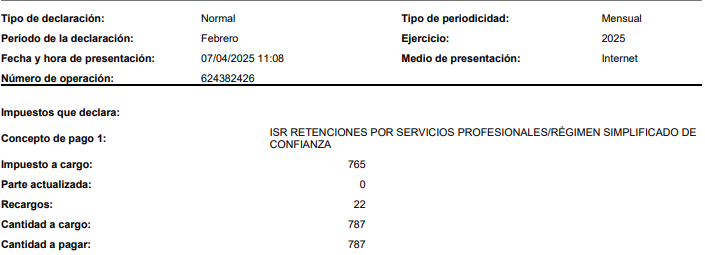 Tipo de declaración: Normal Tipo de periodicidad: Mensual
Período de la declaración: Febrero Ejercicio: 2025
Fecha y hora de presentación: 07/04/2025 11:08 Medio de presentación: Internet
Número de operación: 624382426
Impuestos que declara:
Concepto de pago 1: ISR RETENCIONES POR SERVICIOS PROFESIONALES/RÉGIMEN SIMPLIFICADO DE
CONFIANZA
Impuesto a cargo: 765
Parte actualizada: 0
Recargos: 22
Cantidad a cargo: 787
Cantidad a pagar: 787